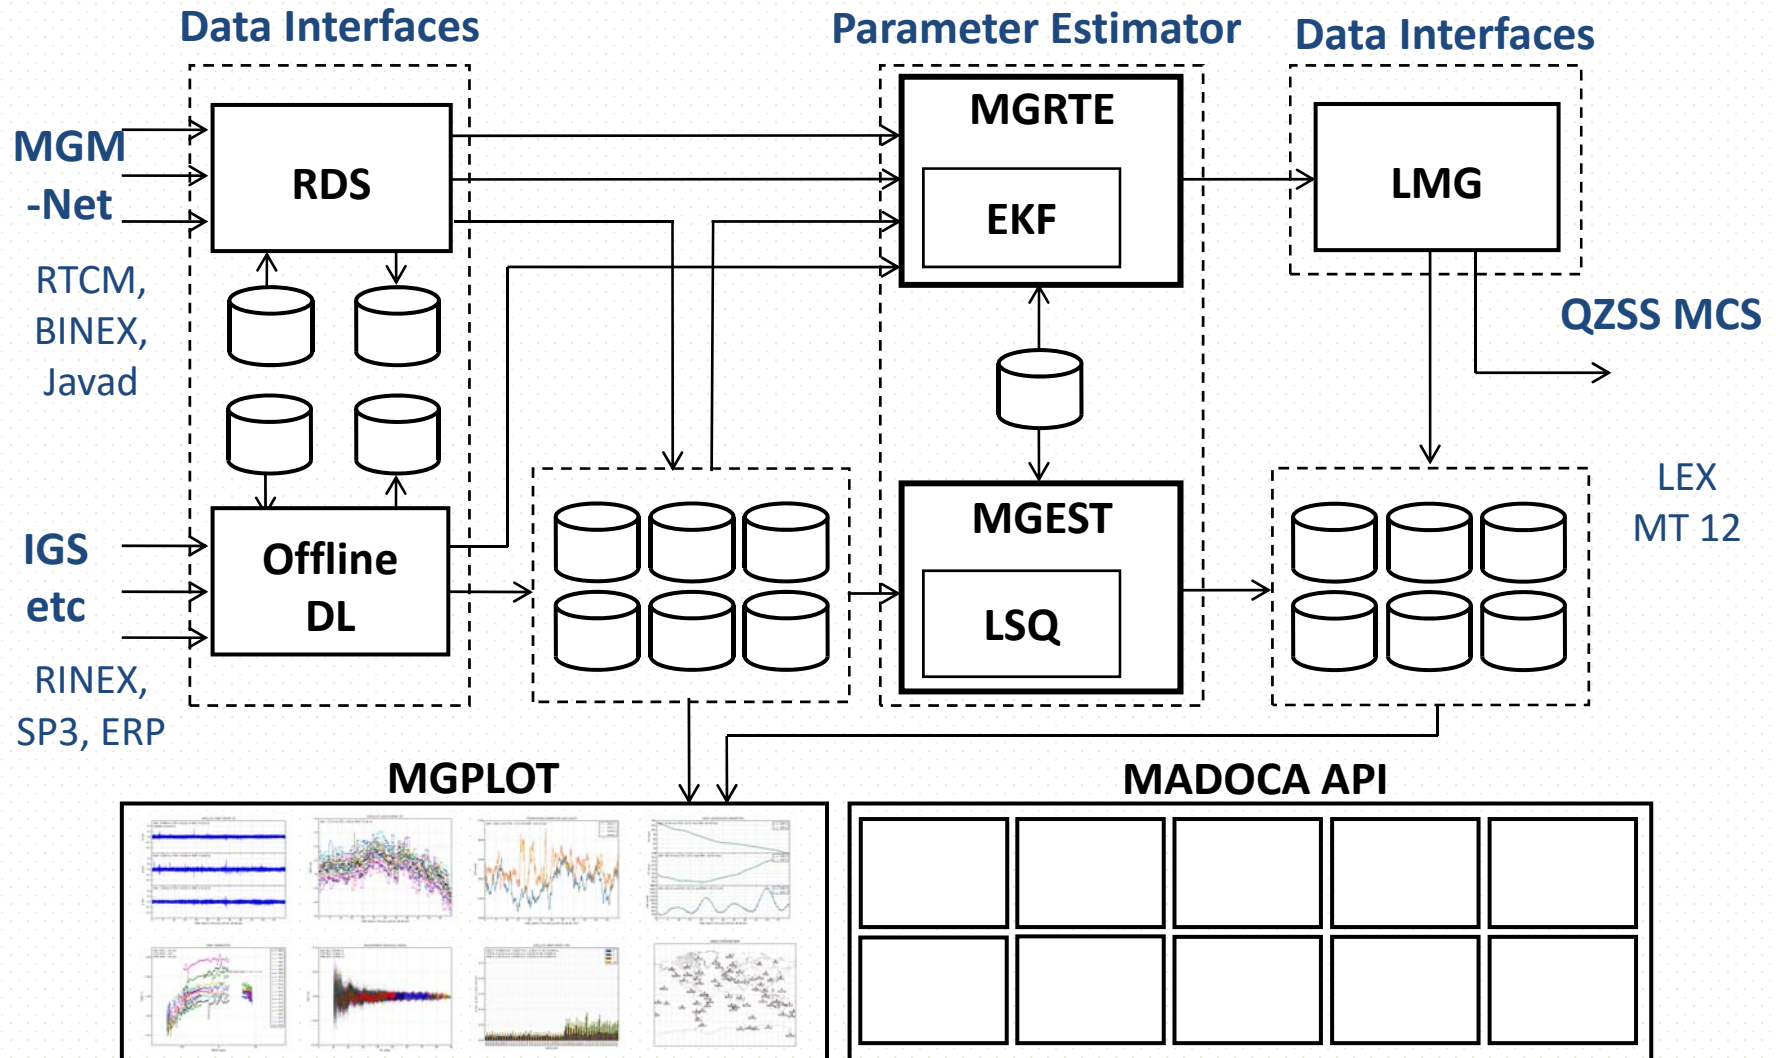 Data Interfaces
Parameter Estimator
Data Interfaces
MGM
-Net
RTCM,
BINEX,
Javad
RDS
MGRTE
EKF
LMG
QZSS MCS
IGS
etc
RINEX,
SP3, ERP
Offline
DL
MGEST
LSQ
LEX
MT 12
MGPLOT
MADOCA API